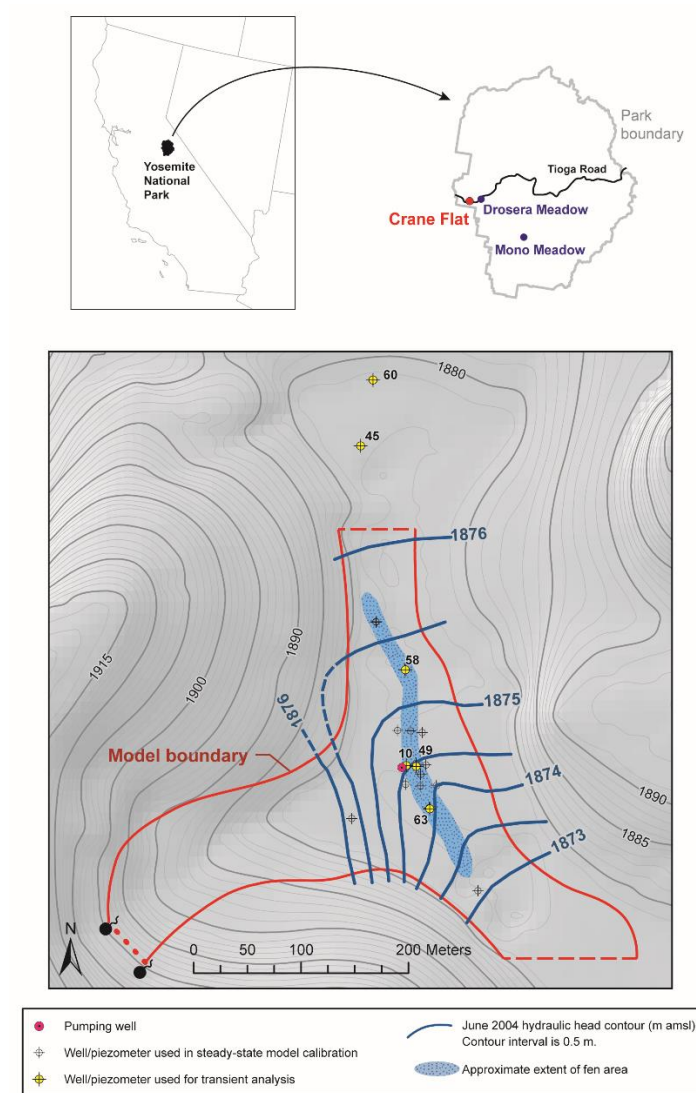 Yosemite
National
Park
Park
boundary
Tioga Road
Drosera Meadow
Crane Flat
Mono Meadow
60
1880
45
1876
1890
1915
58
1900
1876
1875
Model boundary
10
49
1874
63
1873
1890
1885
N
0
50
100
200 Meters
Pumping well
Well/piezometer used in steady-state model calibration
Well/piezometer used for transient analysis
June 2004 hydraulic head contour (m amsl)
Contour interval is 0.5 m.
Approximate extent of fen area